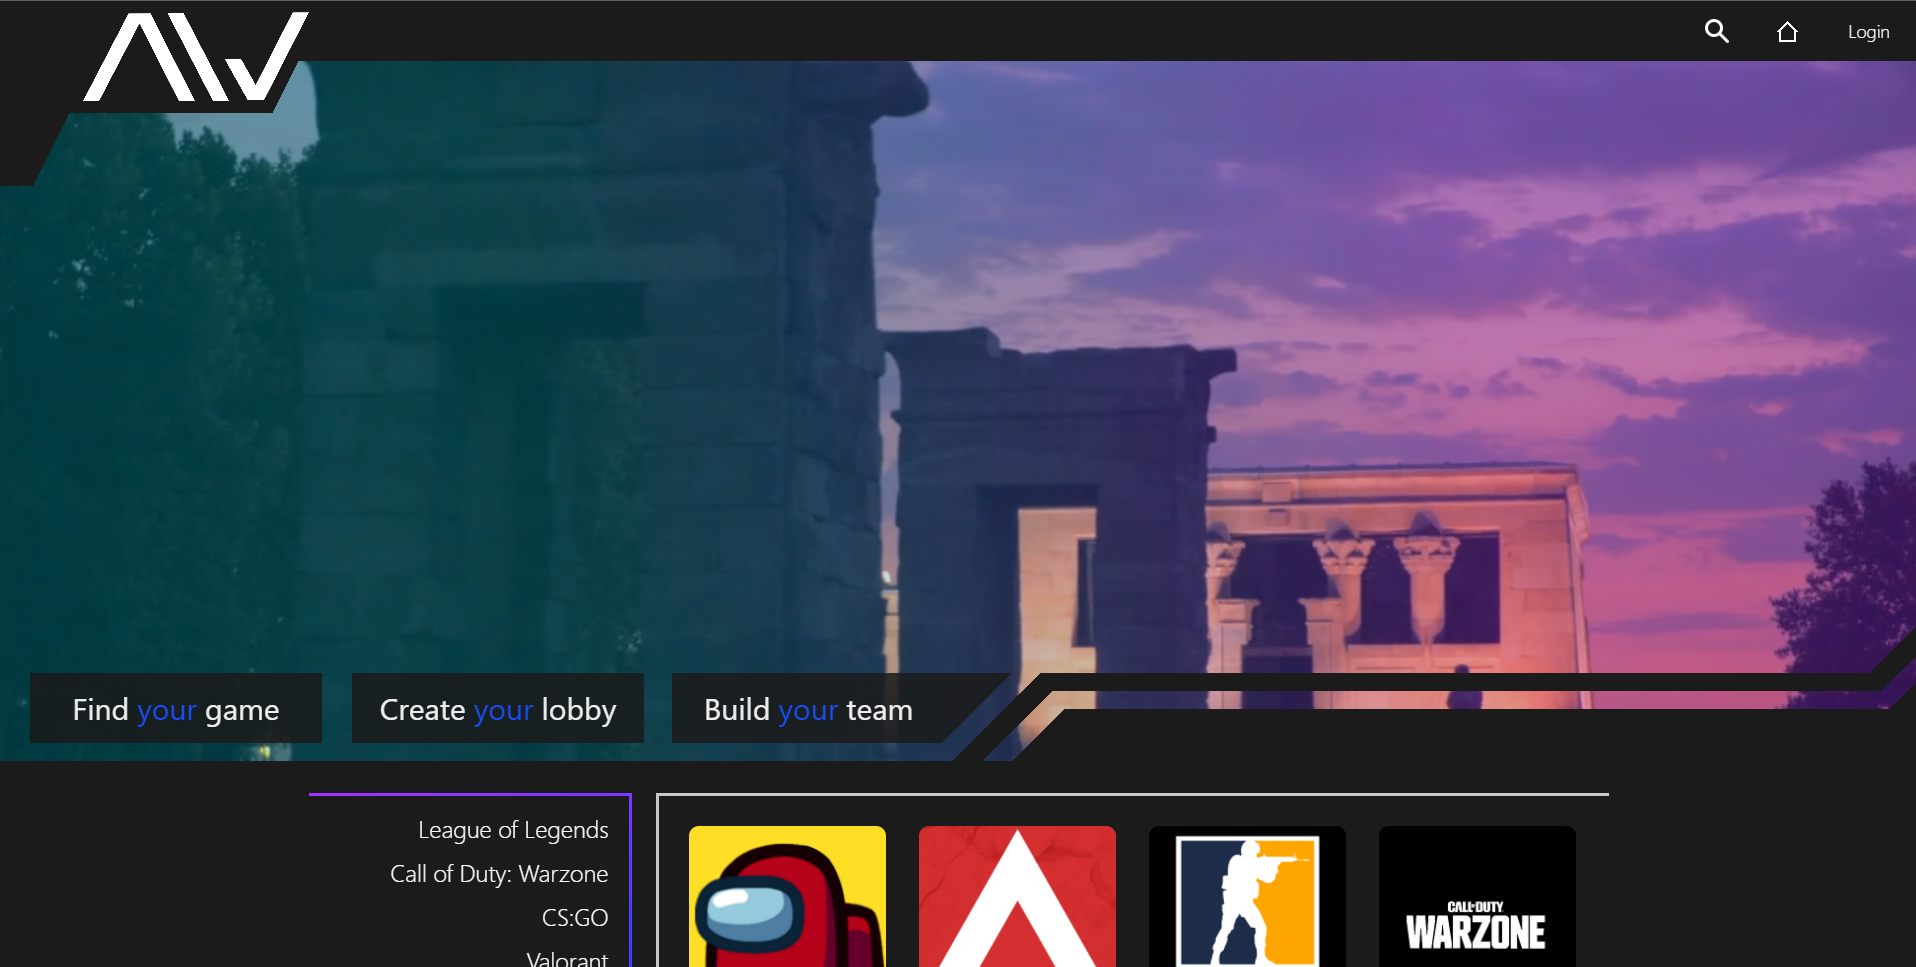 Login
Find your game
Create your lobby
Build your team
League of Legends
Call of Duty: Warzone
CS:GO
Valorant
CALL OF DUTY
WARZONE